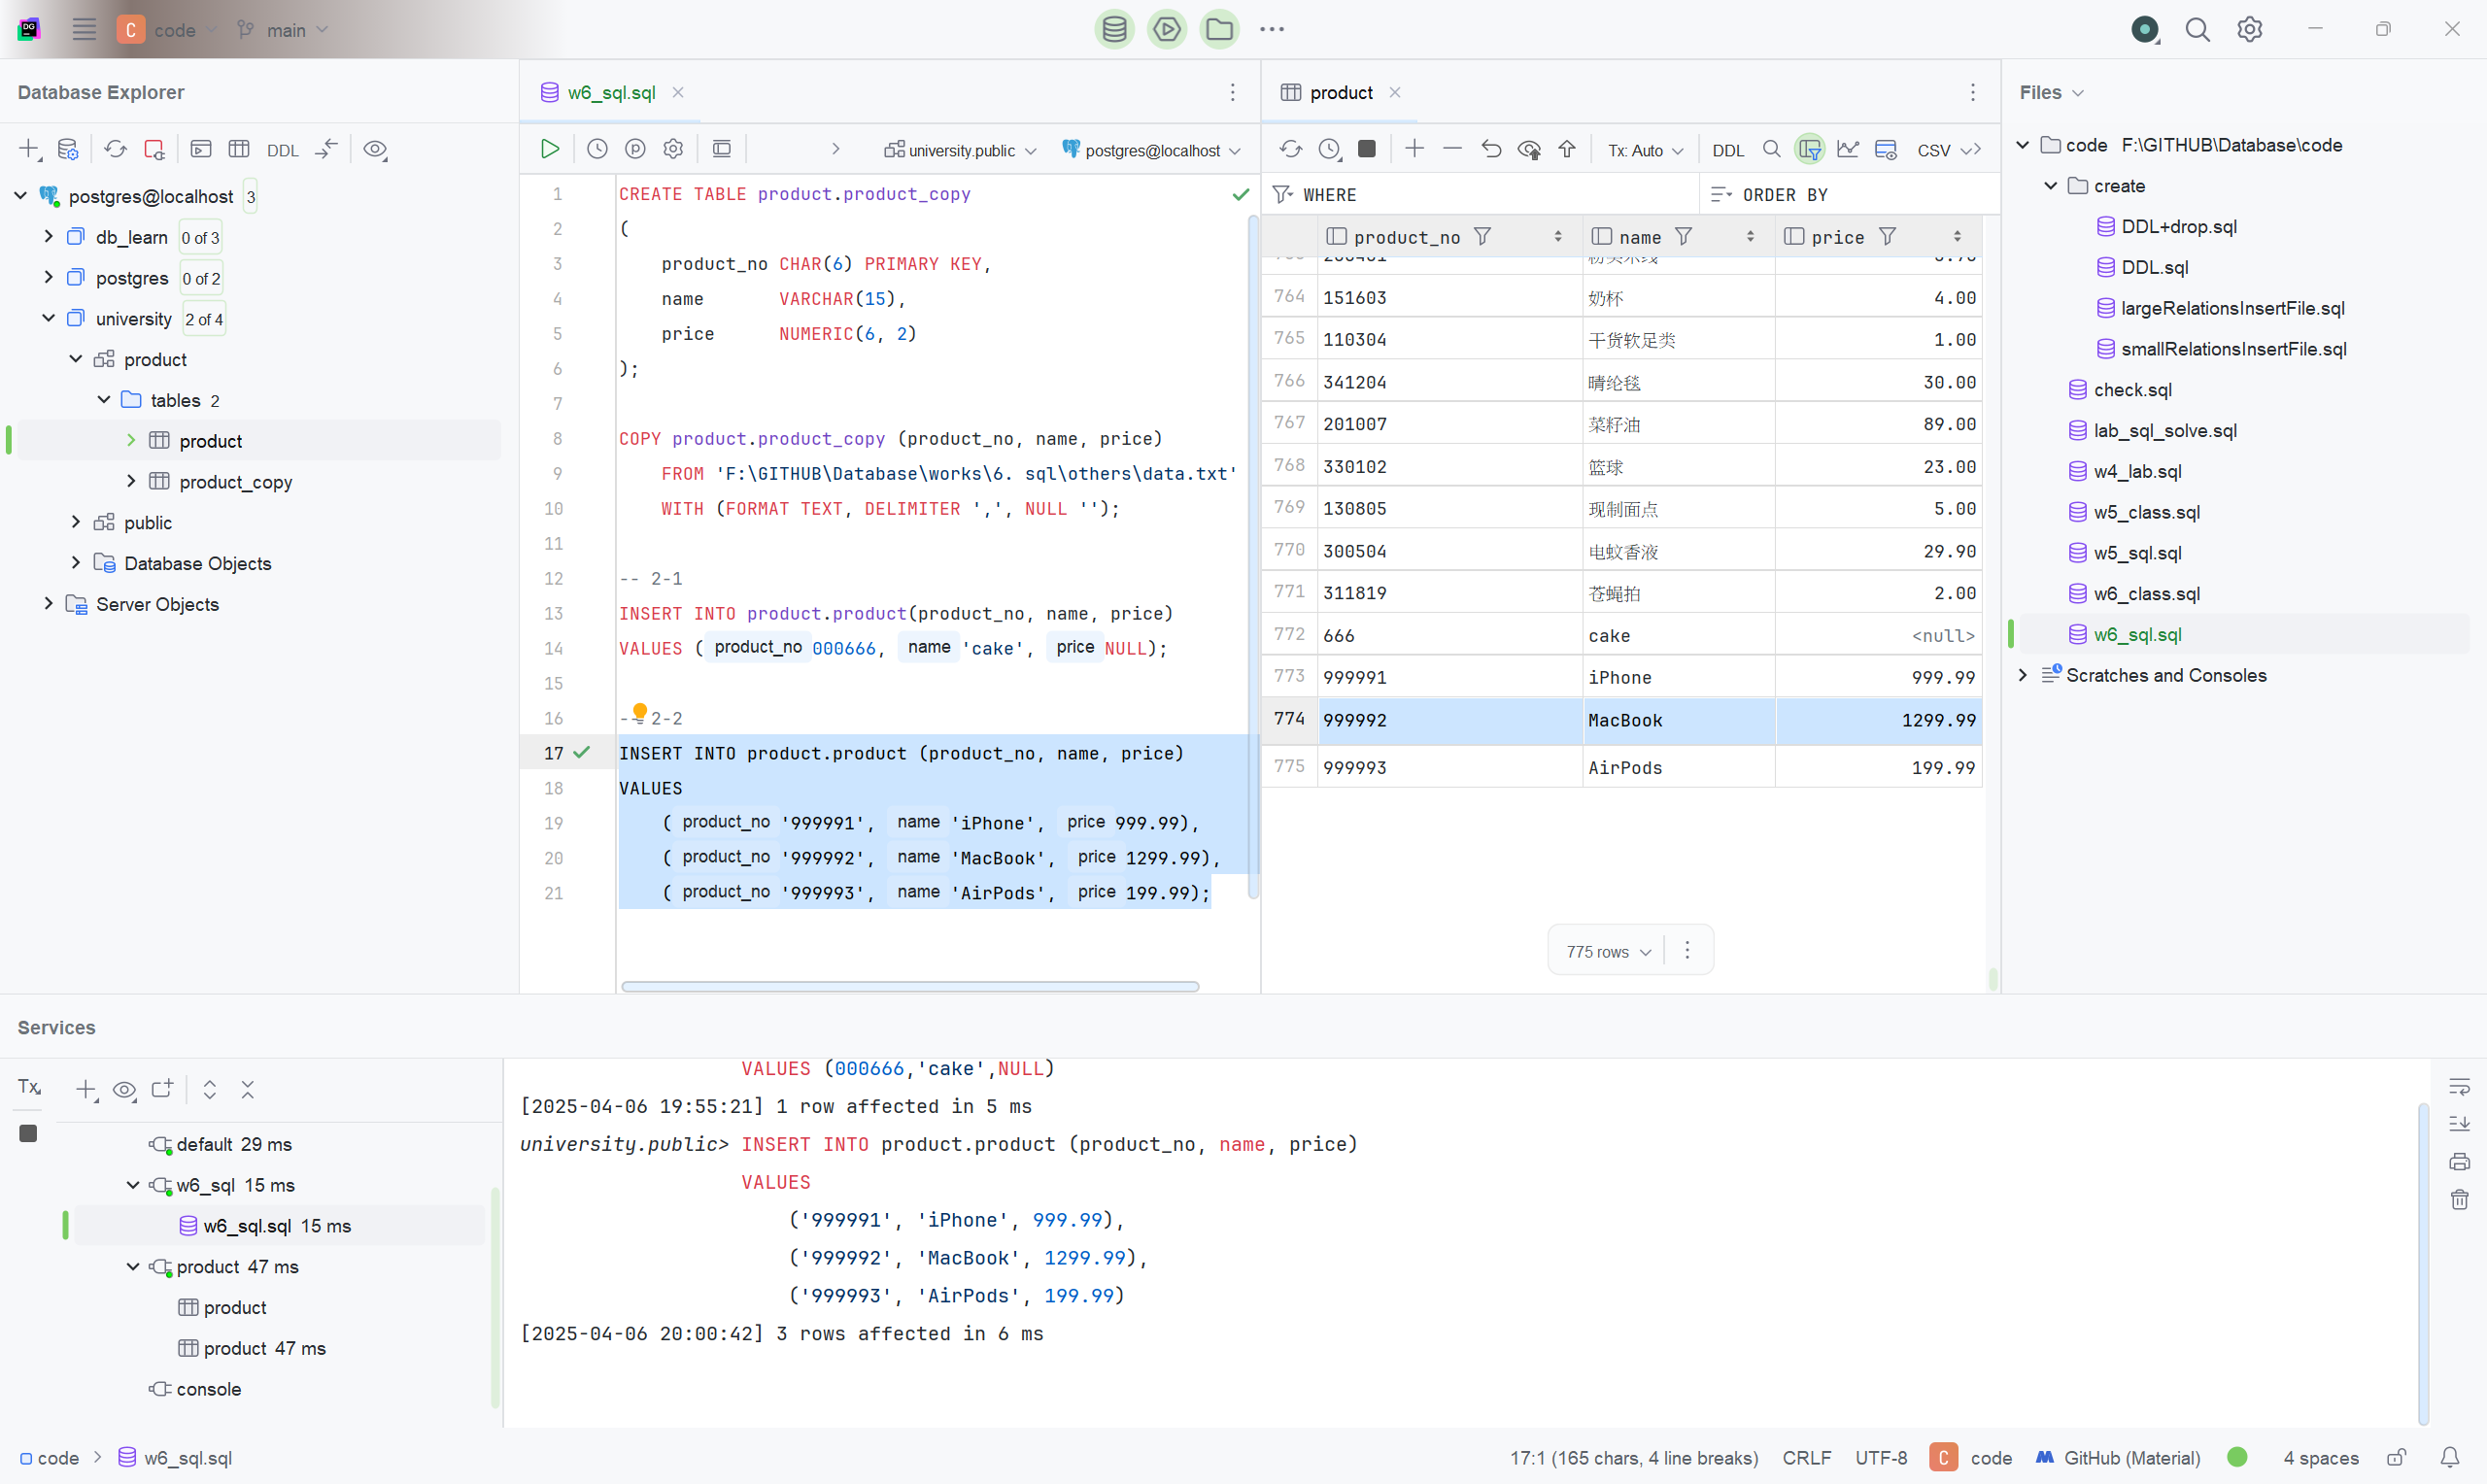 DG
C code main
Database Explorer
DDL
postgres@localhost 3
db_learn 0 of 3
postgres 0 of 2
university 2 of 4
product
tables 2
product
product_copy
public
Database Objects
Server Objects
w6_sql.sql
university.public postgres@localhost
1 CREATE TABLE product.product_copy
2 (
3 product_no CHAR(6) PRIMARY KEY,
4 name VARCHAR(15),
5 price NUMERIC(6, 2)
6 );
7
8 COPY product.product_copy (product_no, name, price)
9 FROM 'F:\GITHUB\Database\works\6. sql\others\data.txt'
10 WITH (FORMAT TEXT, DELIMITER ',', NULL '');
11
12 -- 2-1
13 INSERT INTO product.product(product_no, name, price)
14 VALUES ( product_no 000666, name 'cake', price NULL);
15
16 -- 2-2
17 INSERT INTO product.product (product_no, name, price)
18 VALUES
19 ( product_no '999991', name 'iPhone', price 999.99),
20 ( product_no '999992', name 'MacBook', price 1299.99),
21 ( product_no '999993', name 'AirPods', price 199.99);
product
Tx: Auto DDL CSV
WHERE ORDER BY
product_no name price
764 151603 奶杯 4.00
765 110304 干货软足类 1.00
766 341204 晴纶毯 30.00
767 201007 菜籽油 89.00
768 330102 篮球 23.00
769 130805 现制面点 5.00
770 300504 电蚊香液 29.90
771 311819 苍蝇拍 2.00
772 666 cake <null>
773 999991 iPhone 999.99
774 999992 MacBook 1299.99
775 999993 AirPods 199.99
775 rows
Files
code F:\GITHUB\Database\code
create
DDL+drop.sql
DDL.sql
largeRelationsInsertFile.sql
smallRelationsInsertFile.sql
check.sql
lab_sql_solve.sql
w4_lab.sql
w5_class.sql
w5_sql.sql
w6_class.sql
w6_sql.sql
Scratches and Consoles
Services
Tx
default 29 ms
w6_sql 15 ms
w6_sql.sql 15 ms
product 47 ms
product
product 47 ms
console
VALUES (000666,'cake',NULL)
[2025-04-06 19:55:21] 1 row affected in 5 ms
university.public> INSERT INTO product.product (product_no, name, price)
VALUES
('999991', 'iPhone', 999.99),
('999992', 'MacBook', 1299.99),
('999993', 'AirPods', 199.99)
[2025-04-06 20:00:42] 3 rows affected in 6 ms
code > w6_sql.sql
17:1 (165 chars, 4 line breaks) CRLF UTF-8 C code GitHub (Material) 4 spaces